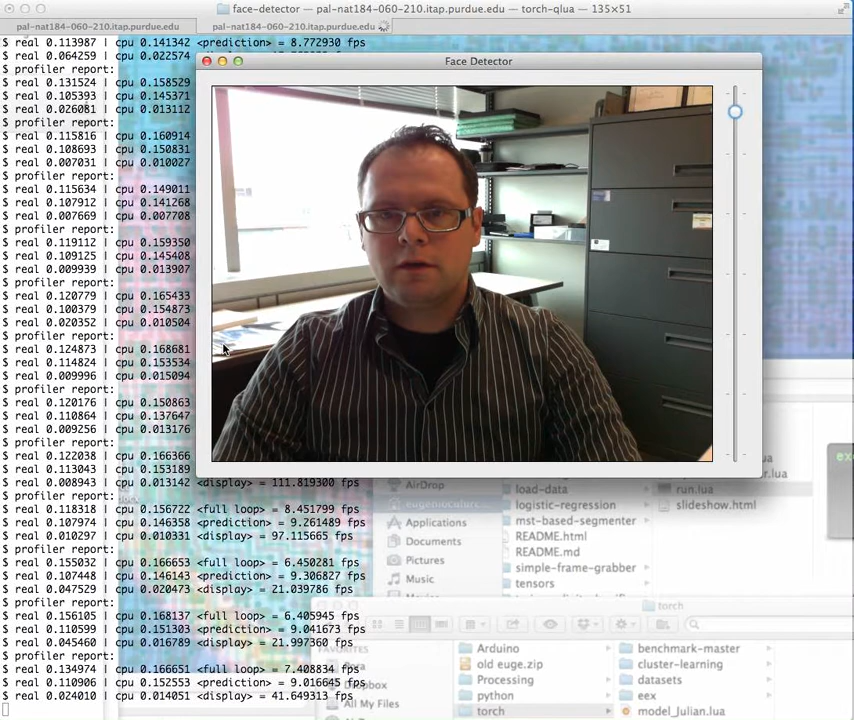 face-detector — pal-nat184-060-210.itap.purdue.edu — torch-qlua — 135×51
pal-nat184-060-210.itap.purdue.edu
pal-nat184-060-210.itap.purdue.edu
$ real 0.113987 | cpu 0.141342 <prediction> = 8.772930 fps
$ real 0.064259 | cpu 0.022574
$ profiler report:
$ real 0.131524 | cpu 0.158529
$ real 0.105393 | cpu 0.145371
$ real 0.026081 | cpu 0.013112
$ profiler report:
$ real 0.115816 | cpu 0.160914
$ real 0.108693 | cpu 0.150831
$ real 0.007031 | cpu 0.010027
$ profiler report:
$ real 0.115634 | cpu 0.149011
$ real 0.107912 | cpu 0.141268
$ real 0.007669 | cpu 0.007708
$ profiler report:
$ real 0.119112 | cpu 0.159350
$ real 0.109125 | cpu 0.145408
$ real 0.009939 | cpu 0.013907
$ profiler report:
$ real 0.120779 | cpu 0.165433
$ real 0.100379 | cpu 0.154873
$ real 0.020352 | cpu 0.010504
$ profiler report:
$ real 0.124873 | cpu 0.168681
$ real 0.114824 | cpu 0.153534
$ real 0.009996 | cpu 0.015094
$ profiler report:
$ real 0.120176 | cpu 0.150863
$ real 0.110864 | cpu 0.137647
$ real 0.009256 | cpu 0.013176
$ profiler report:
$ real 0.122038 | cpu 0.166366
$ real 0.113043 | cpu 0.153189
$ real 0.008943 | cpu 0.013142 <display> = 111.819300 fps
$ profiler report:
$ real 0.118318 | cpu 0.156722 <full loop> = 8.451799 fps
$ real 0.107974 | cpu 0.146358 <prediction> = 9.261489 fps
$ real 0.010297 | cpu 0.010331 <display> = 97.115665 fps
$ profiler report:
$ real 0.155032 | cpu 0.166653 <full loop> = 6.450281 fps
$ real 0.107448 | cpu 0.146143 <prediction> = 9.306827 fps
$ real 0.047529 | cpu 0.020473 <display> = 21.039786 fps
$ profiler report:
$ real 0.156105 | cpu 0.168137 <full loop> = 6.405945 fps
$ real 0.110599 | cpu 0.151303 <prediction> = 9.041673 fps
$ real 0.045460 | cpu 0.016789 <display> = 21.997360 fps
$ profiler report:
$ real 0.134974 | cpu 0.166651 <full loop> = 7.408834 fps
$ real 0.110906 | cpu 0.152553 <prediction> = 9.016645 fps
$ real 0.024010 | cpu 0.014051 <display> = 41.649313 fps
Face Detector
AirDrop
Applications
Documents
Pictures
Music
load-data
logistic-regression
mst-based-segmenter
README.html
README.md
simple-frame-grabber
tensors
run.lua
slideshow.html
torch
FAVORITES
Dropbox
All My Files
Arduino
old euge.zip
Processing
python
torch
benchmark-master
cluster-learning
datasets
eex
model_Julian.lua